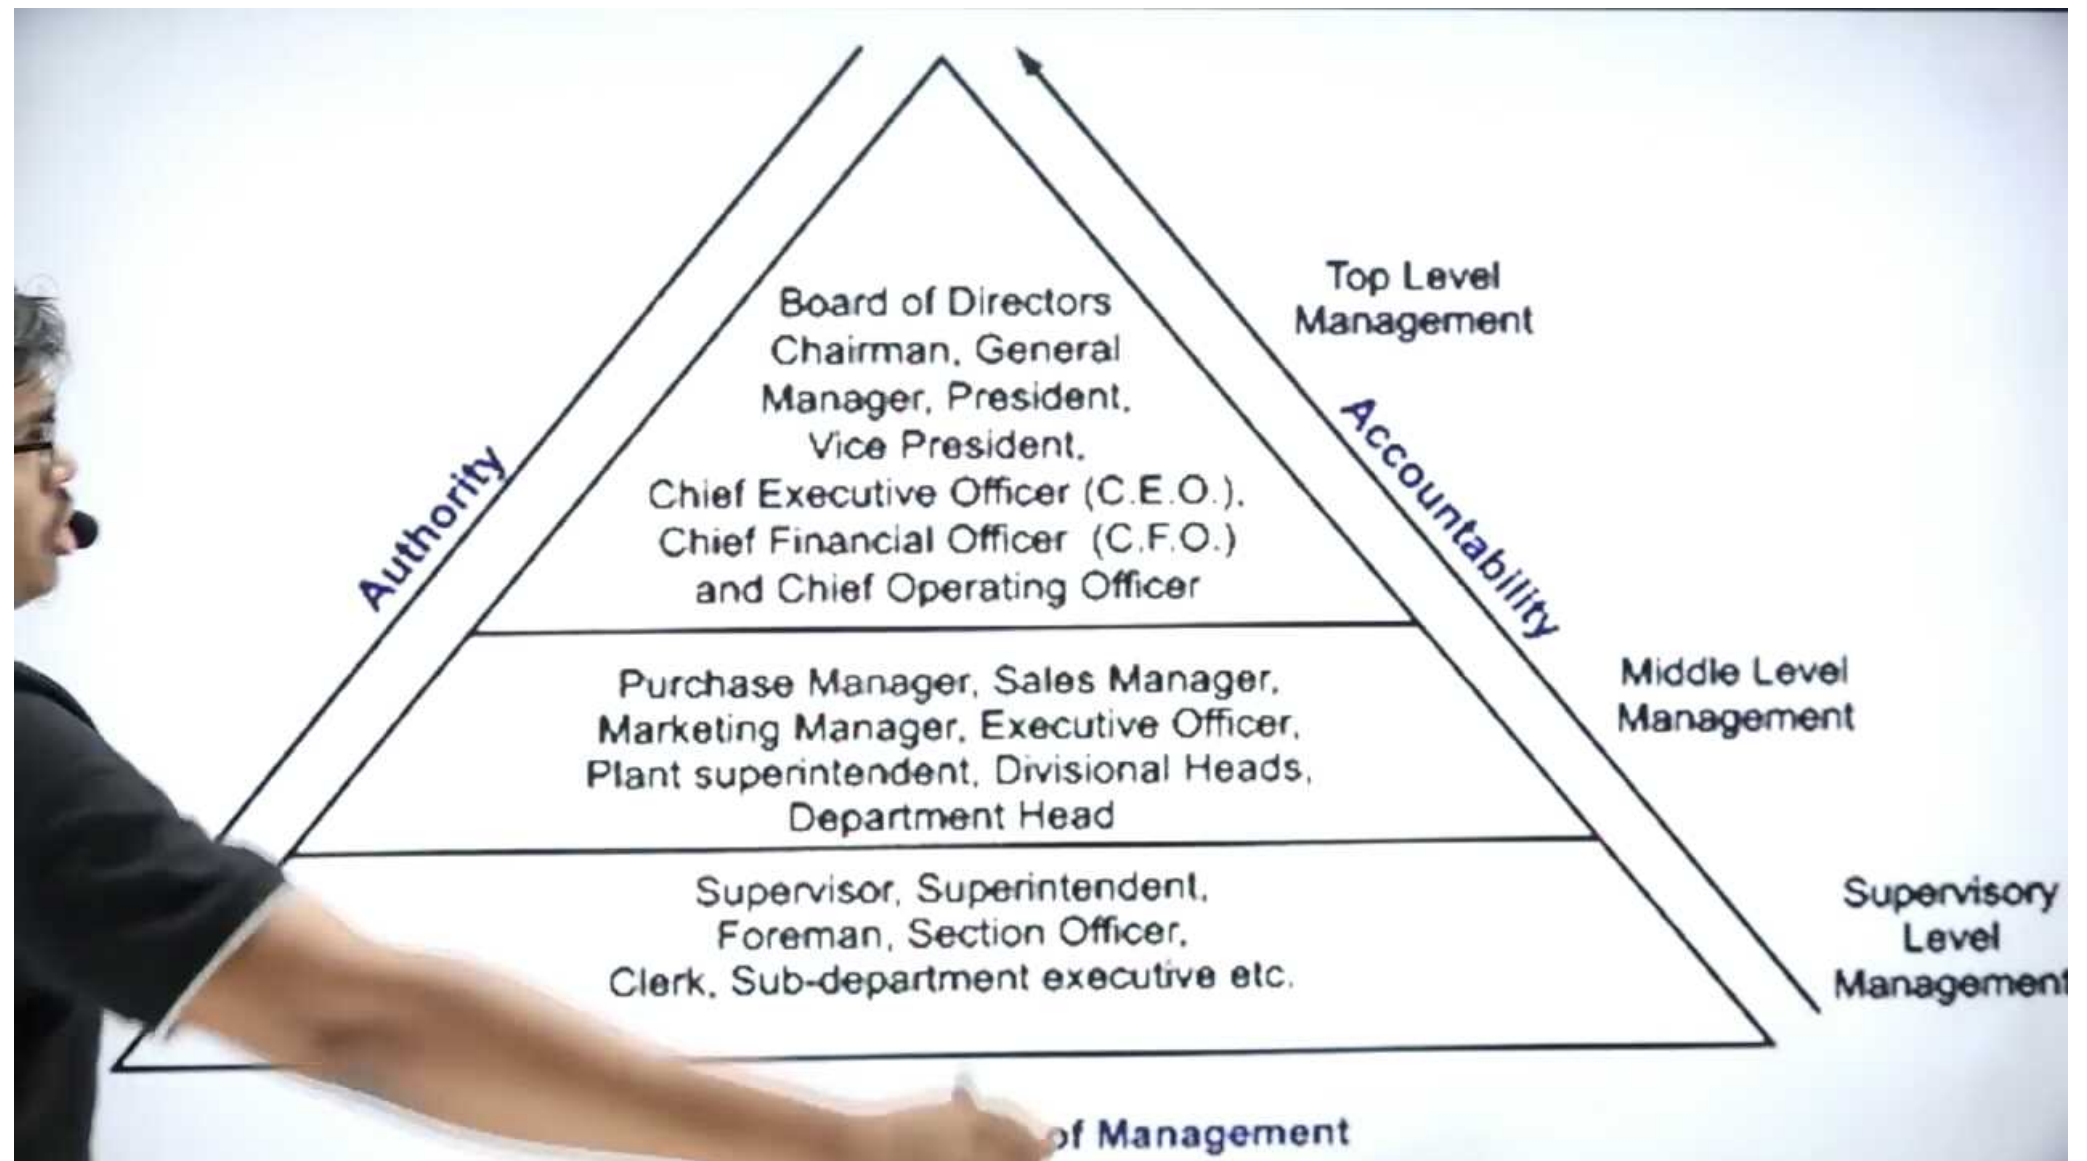 Top Level
Management
Board of Directors
Chairman, General
Manager, President,
Vice President,
Chief Executive Officer (C.E.O.),
Chief Financial Officer (C.F.O.)
and Chief Operating Officer
Authority
Accountability
Middle Level
Management
Purchase Manager, Sales Manager,
Marketing Manager, Executive Officer,
Plant superintendent, Divisional Heads,
Department Head
Supervisory
Level
Management
Supervisor, Superintendent,
Foreman, Section Officer,
Clerk, Sub-department executive etc.
of Management